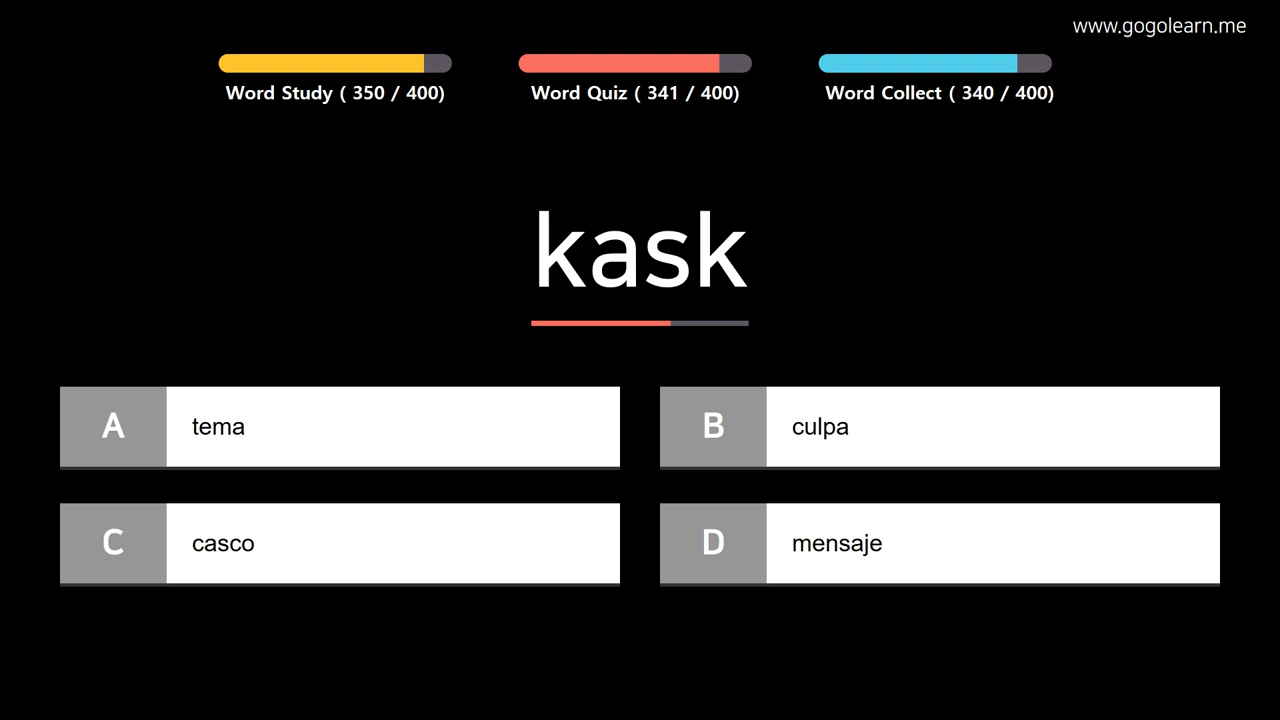 www.gogolearn.me
Word Study ( 350 / 400)
Word Quiz ( 341 / 400)
Word Collect ( 340 / 400)
kask
A
tema
B
culpa
C
casco
D
mensaje